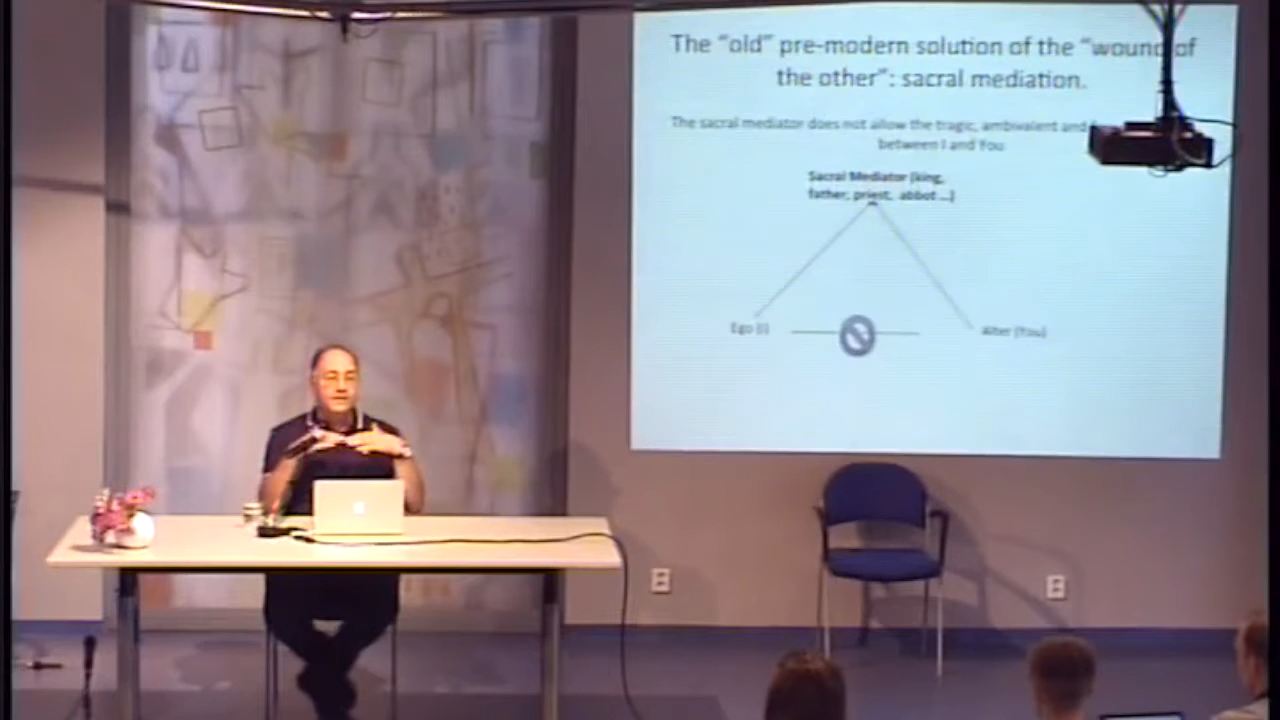 The “old” pre-modern solution of the “wound of
the other”: sacral mediation.
The sacral mediator does not allow the tragic, ambivalent and
between I and You
Sacral Mediator (king,
father, priest, abbot ...)
Ego (I)
Alter (You)